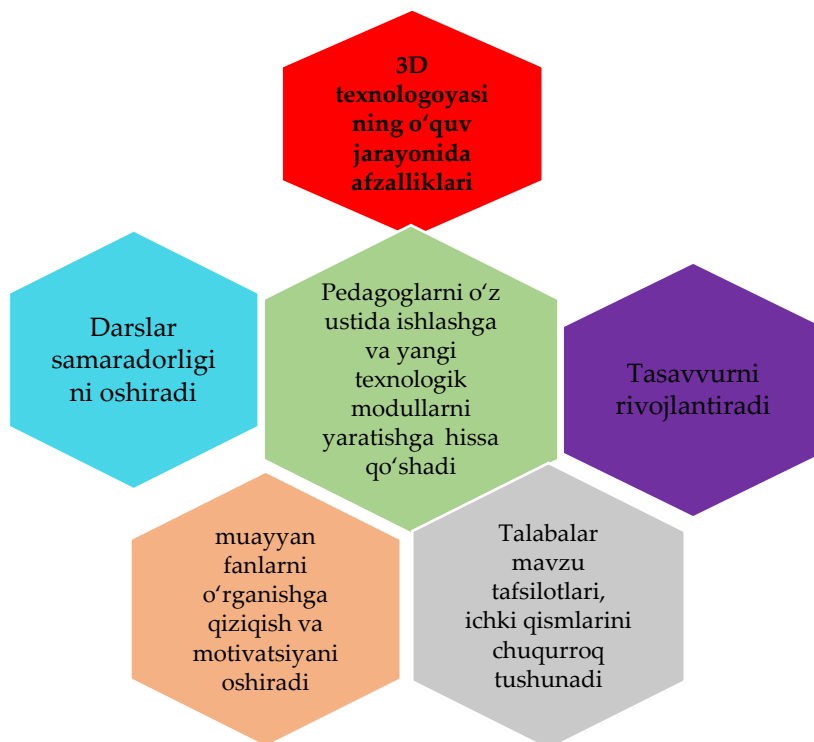 3D
texnologoyasi
ning o‘quv
jarayonida
afzalliklari
Pedagoglarni o‘z
ustida ishlashga
va yangi
texnologik
modullarni
yaratishga hissa
qo‘shadi
Darslar
samaradorligi
ni oshiradi
Tasavvurni
rivojlantiradi
muayyan
fanlarni
o‘rganishga
qiziqish va
motivatsiyani
oshiradi
Talabalar
mavzu
tafsilotlari,
ichki qismlarini
chuqurroq
tushunadi